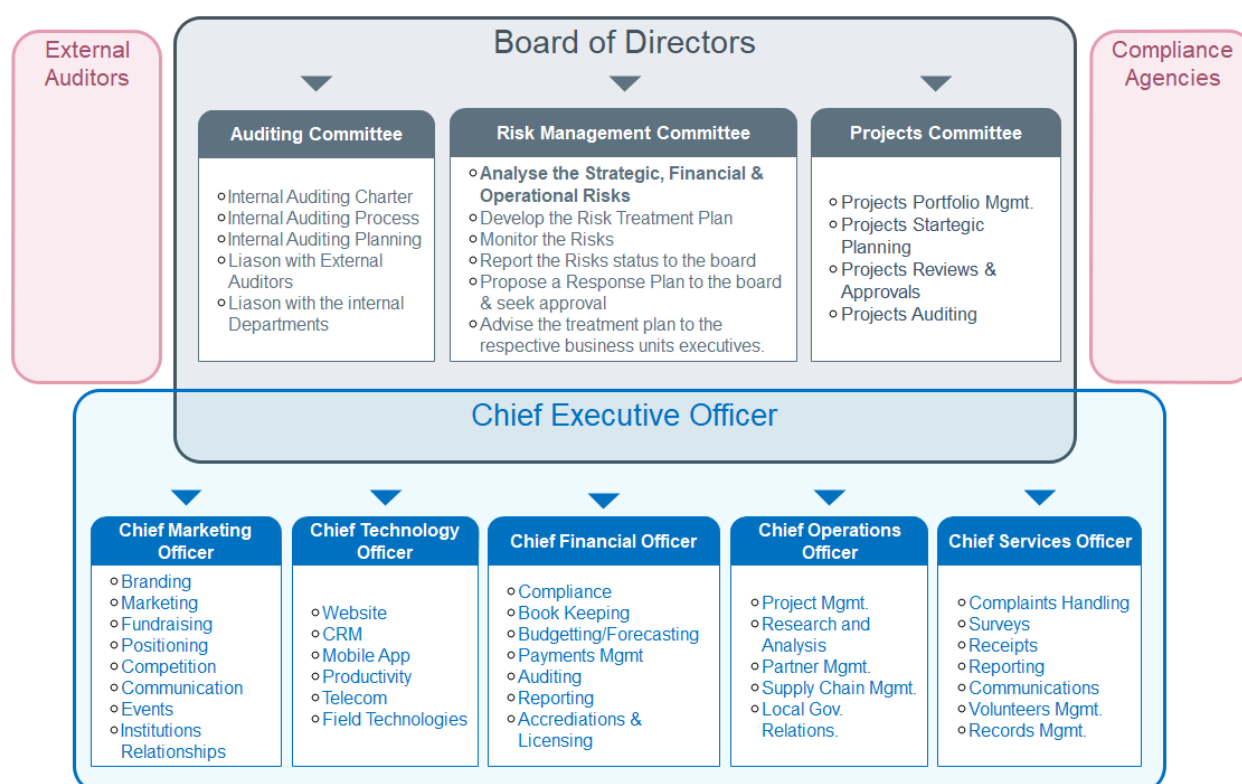 External
Auditors
Board of Directors
Compliance
Agencies
Auditing Committee
Internal Auditing Charter
Internal Auditing Process
Internal Auditing Planning
Liason with External
Auditors
Liason with the internal
Departments
Risk Management Committee
Analyse the Strategic, Financial &
Operational Risks
Develop the Risk Treatment Plan
Monitor the Risks
Report the Risks status to the board
Propose a Response Plan to the board
& seek approval
Advise the treatment plan to the
respective business units executives.
Projects Committee
Projects Portfolio Mgmt.
Projects Startegic
Planning
Projects Reviews &
Approvals
Projects Auditing
Chief Executive Officer
Chief Marketing
Officer
Branding
Marketing
Fundraising
Positioning
Competition
Communication
Events
Institutions
Relationships
Chief Technology
Officer
Website
CRM
Mobile App
Productivity
Telecom
Field Technologies
Chief Financial Officer
Compliance
Book Keeping
Budgetting/Forecasting
Payments Mgmt
Auditing
Reporting
Accrediations &
Licensing
Chief Operations
Officer
Project Mgmt.
Research and
Analysis
Partner Mgmt.
Supply Chain Mgmt.
Local Gov.
Relations.
Chief Services Officer
Complaints Handling
Surveys
Receipts
Reporting
Communications
Volunteers Mgmt.
Records Mgmt.